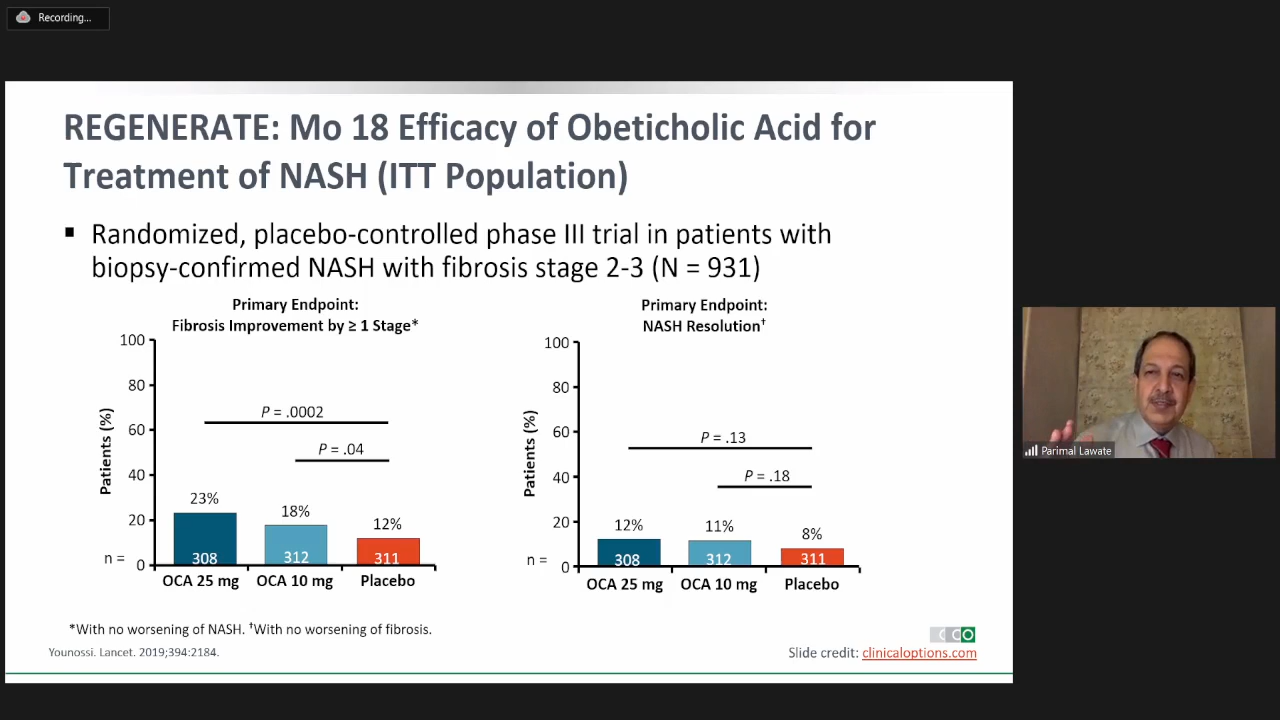 Recording...
REGENERATE: Mo 18 Efficacy of Obeticholic Acid for
Treatment of NASH (ITT Population)
▪ Randomized, placebo-controlled phase III trial in patients with
biopsy-confirmed NASH with fibrosis stage 2-3 (N = 931)
Primary Endpoint:
Fibrosis Improvement by ≥ 1 Stage*
Patients (%)
100
80
60
40
20
0
P = .0002
P = .04
23%
18%
12%
n =
308
312
311
OCA 25 mg
OCA 10 mg
Placebo
Primary Endpoint:
NASH Resolution†
Patients (%)
100
80
60
40
20
0
P = .13
P = .18
12%
11%
8%
n =
308
312
311
OCA 25 mg
OCA 10 mg
Placebo
*With no worsening of NASH. †With no worsening of fibrosis.
Younossi. Lancet. 2019;394:2184.
CCO
Slide credit: clinicaloptions.com
Parimal Lawate